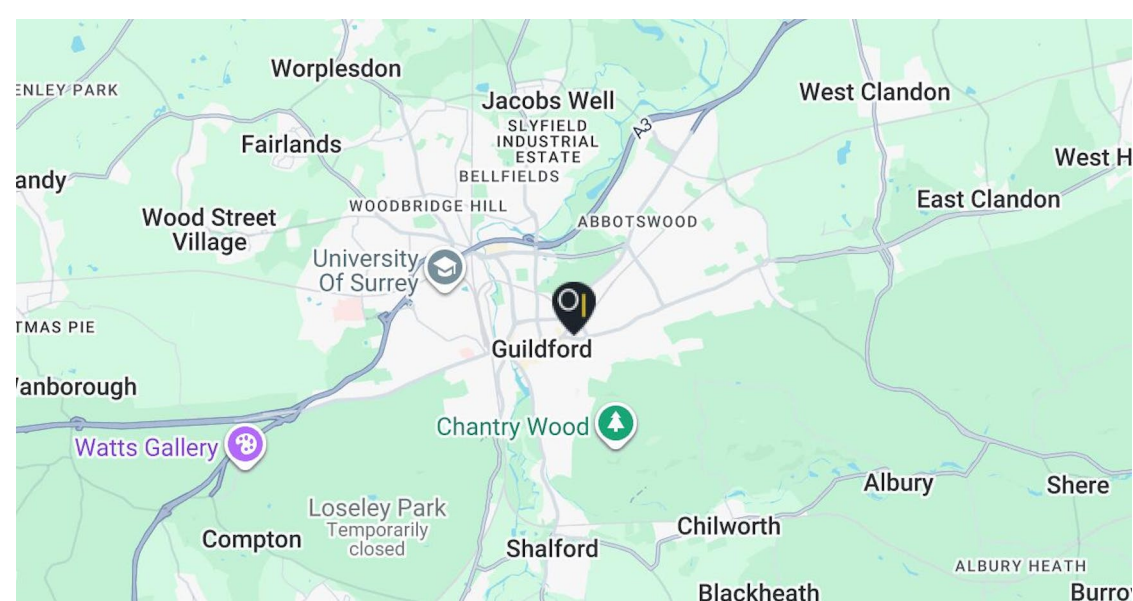 Worplesdon
ENLEY PARK
Jacobs Well
West Clandon
SLYFIELD
INDUSTRIAL
ESTATE
A3
Fairlands
West H
andy
BELLFIELDS
East Clandon
WOODBRIDGE HILL
Wood Street
Village
ABBOTSWOOD
University
Of Surrey
TMAS PIE
Guildford
anborough
Chantry Wood
Watts Gallery
Albury
Shere
Loseley Park
Temporarily
closed
Chilworth
Compton
Shalford
ALBURY HEATH
Blackheath
Burro